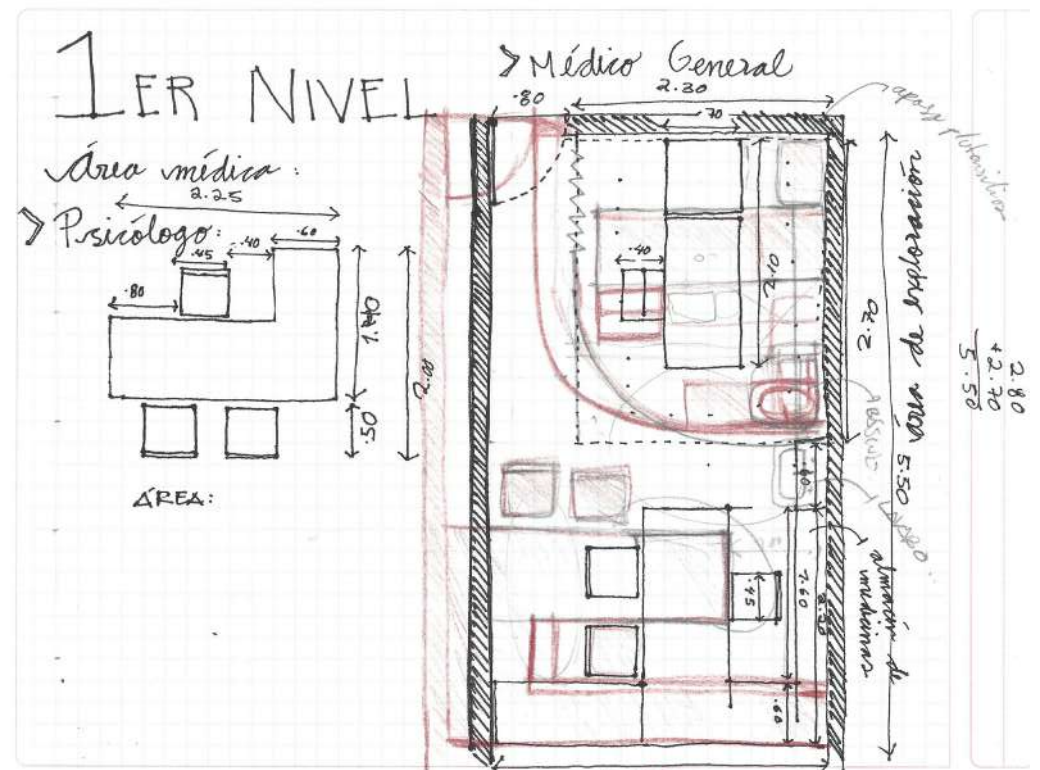 1ER NIVEL
Área médica:
2.25
> Psicólogo:
.60
.40
.45
.80
1.40
.50
2.00
ÁREA:
> Médico General
.80
2.30
.70
.40
2.10
2.70
área de exploración
5.50
2.80
+2.70
5.50
.60
.45
1.60
.60
almacén de
medicinas